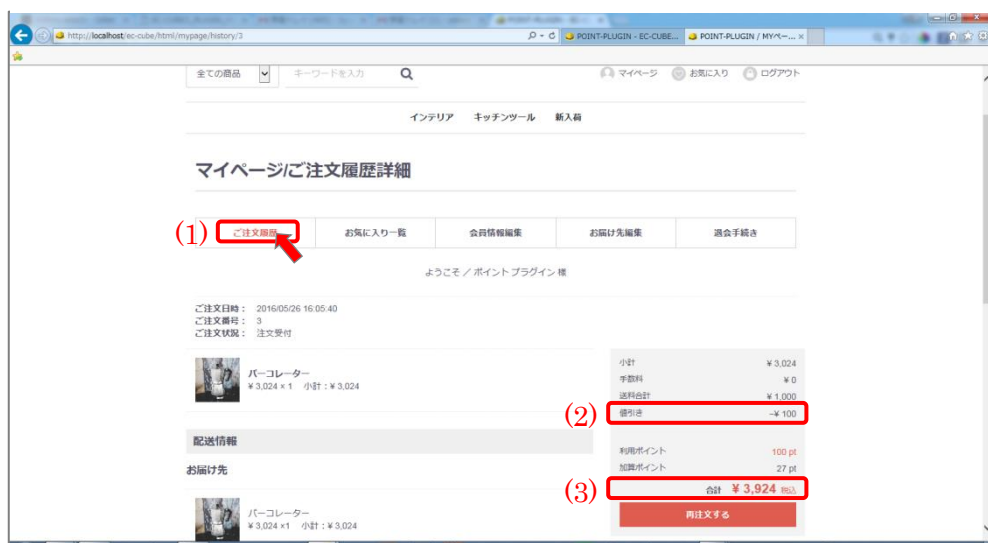 http://localhost/ec-cube/html/mypage/history/3
POINT-PLUGIN - EC-CUBE...
POINT-PLUGIN / MYペー... ×
全ての商品
キーワードを入力
マイページ
お気に入り
ログアウト
インテリア キッチンツール 新入荷
マイページ/ご注文履歴詳細
(1)
ご注文履歴
お気に入り一覧
会員情報編集
お届け先編集
退会手続き
ようこそ ／ ポイント プラグイン 様
ご注文日時： 2016/05/26 16:05:40
ご注文番号： 3
ご注文状況： 注文受付
パーコレーター
¥ 3,024 × 1 小計：¥ 3,024
小計 ¥ 3,024
手数料 ¥ 0
送料合計 ¥ 1,000
(2)
値引き -¥ 100
配送情報
お届け先
利用ポイント 100 pt
加算ポイント 27 pt
(3)
合計 ¥ 3,924 税込
再注文する
パーコレーター
¥ 3,024 ×1 小計：¥ 3,024